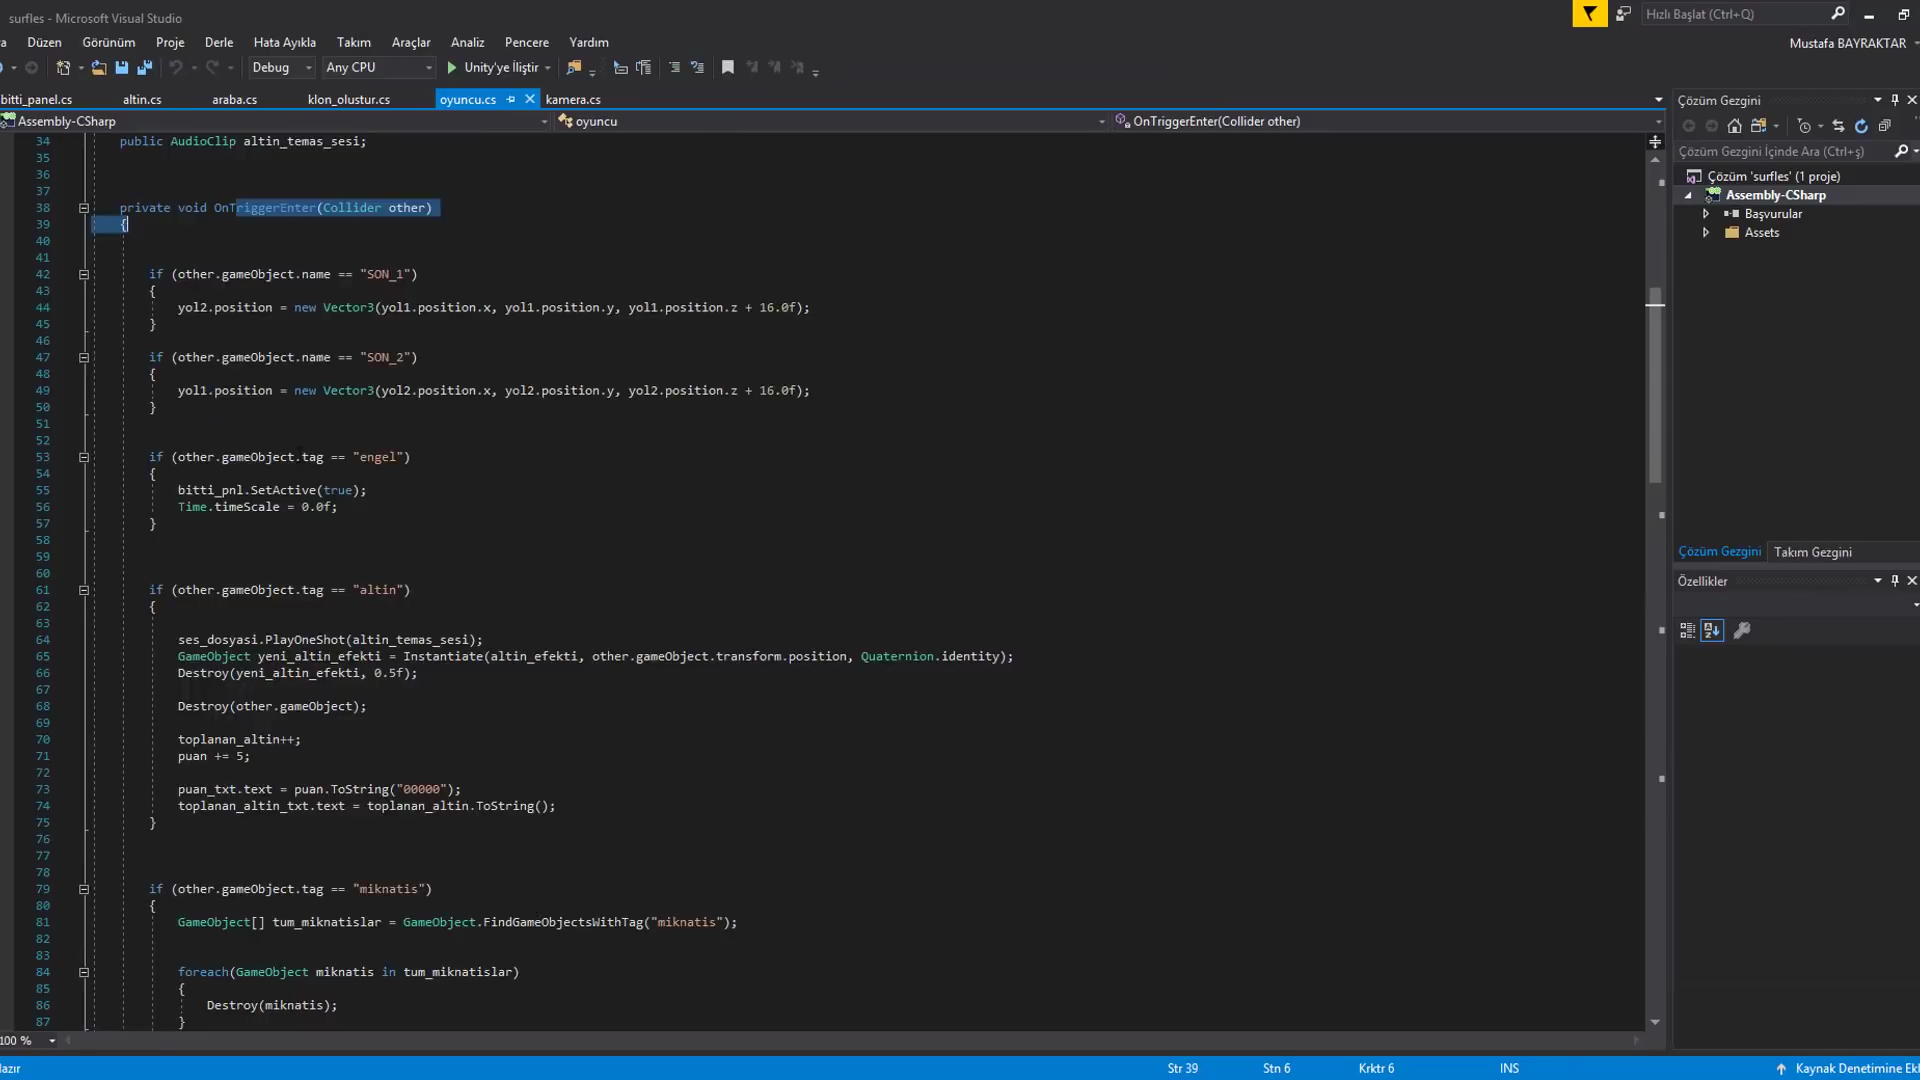 surfles - Microsoft Visual Studio
Hızlı Başlat (Ctrl+Q)
Düzen Görünüm Proje Derle Hata Ayıkla Takım Araçlar Analiz Pencere Yardım
Mustafa BAYRAKTAR
Debug Any CPU Unity'ye İliştir
bitti_panel.cs altin.cs araba.cs klon_olustur.cs oyuncu.cs kamera.cs
Assembly-CSharp oyuncu OnTriggerEnter(Collider other)
34 public AudioClip altin_temas_sesi;
35
36
37
38 private void OnTriggerEnter(Collider other)
39 {
40
41
42 if (other.gameObject.name == "SON_1")
43 {
44 yol2.position = new Vector3(yol1.position.x, yol1.position.y, yol1.position.z + 16.0f);
45 }
46
47 if (other.gameObject.name == "SON_2")
48 {
49 yol1.position = new Vector3(yol2.position.x, yol2.position.y, yol2.position.z + 16.0f);
50 }
51
52
53 if (other.gameObject.tag == "engel")
54 {
55 bitti_pnl.SetActive(true);
56 Time.timeScale = 0.0f;
57 }
58
59
60
61 if (other.gameObject.tag == "altin")
62 {
63
64 ses_dosyasi.PlayOneShot(altin_temas_sesi);
65 GameObject yeni_altin_efekti = Instantiate(altin_efekti, other.gameObject.transform.position, Quaternion.identity);
66 Destroy(yeni_altin_efekti, 0.5f);
67
68 Destroy(other.gameObject);
69
70 toplanan_altin++;
71 puan += 5;
72
73 puan_txt.text = puan.ToString("00000");
74 toplanan_altin_txt.text = toplanan_altin.ToString();
75 }
76
77
78
79 if (other.gameObject.tag == "miknatis")
80 {
81 GameObject[] tum_miknatislar = GameObject.FindGameObjectsWithTag("miknatis");
82
83
84 foreach(GameObject miknatis in tum_miknatislar)
85 {
86 Destroy(miknatis);
87 }
100 %
Çözüm Gezgini
Çözüm Gezgini İçinde Ara (Ctrl+ş)
Çözüm 'surfles' (1 proje)
Assembly-CSharp
Başvurular
Assets
Çözüm Gezgini Takım Gezgini
Özellikler
Str 39 Stn 6 Krktr 6 INS Kaynak Denetimine Ekl